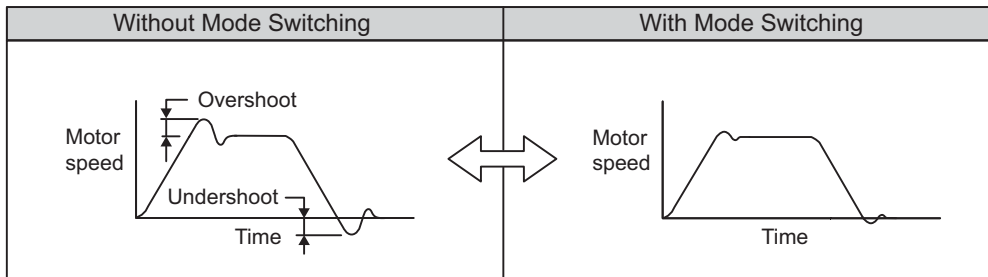 Without Mode Switching
With Mode Switching
Overshoot
Motor
speed
Undershoot
Time
Motor
speed
Time